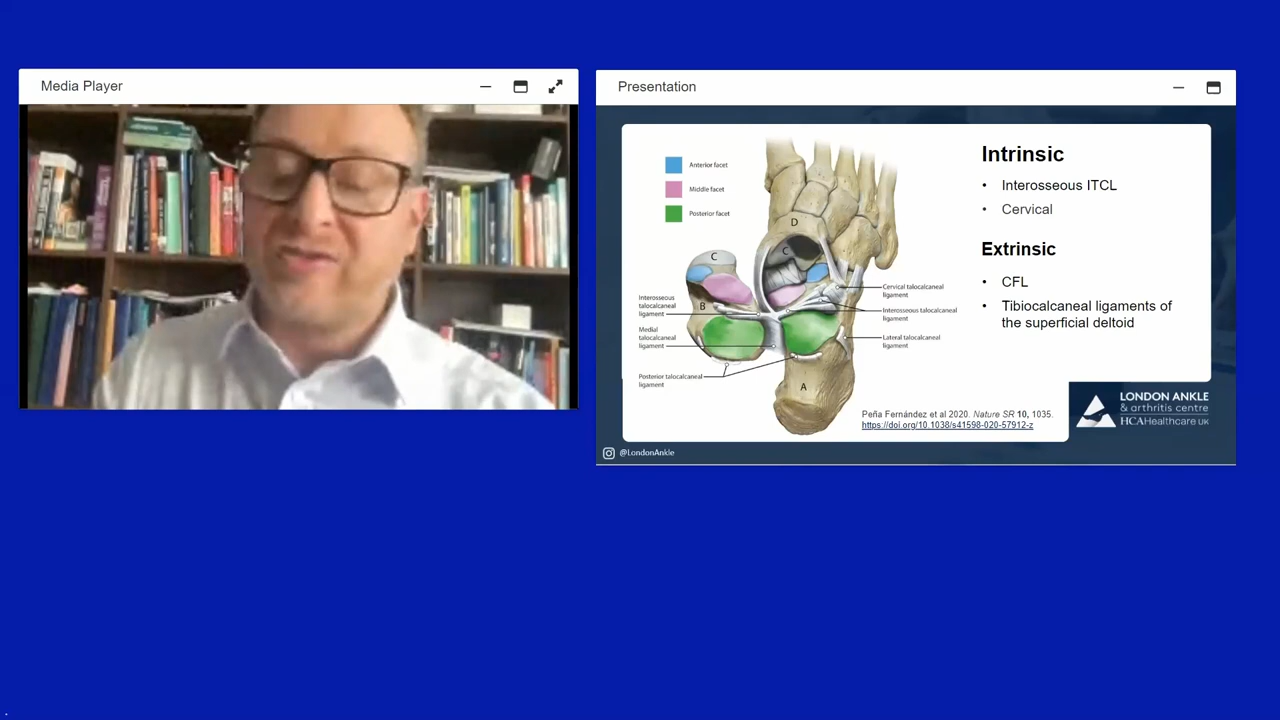 Media Player
Presentation
Anterior facet
Middle facet
Posterior facet
D
C
C
B
A
Interosseous
talocalcaneal
ligament
Medial
talocalcaneal
ligament
Posterior talocalcaneal
ligament
Cervical talocalcaneal
ligament
Interosseous talocalcaneal
ligament
Lateral talocalcaneal
ligament
Intrinsic
• Interosseous ITCL
• Cervical
Extrinsic
• CFL
• Tibiocalcaneal ligaments of
the superficial deltoid
Peña Fernández et al 2020. Nature SR 10, 1035.
https://doi.org/10.1038/s41598-020-57912-z
LONDON ANKLE
& arthritis centre
HCAHealthcare UK
@LondonAnkle